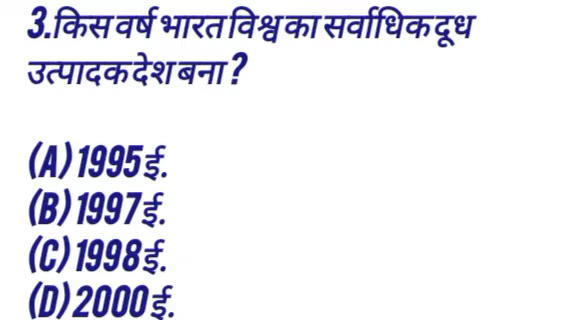 3.किस वर्ष भारत विश्व का सर्वाधिक दूध
उत्पादक देश बना ?
(A) 1995 ई.
(B) 1997 ई.
(C) 1998 ई.
(D) 2000 ई.